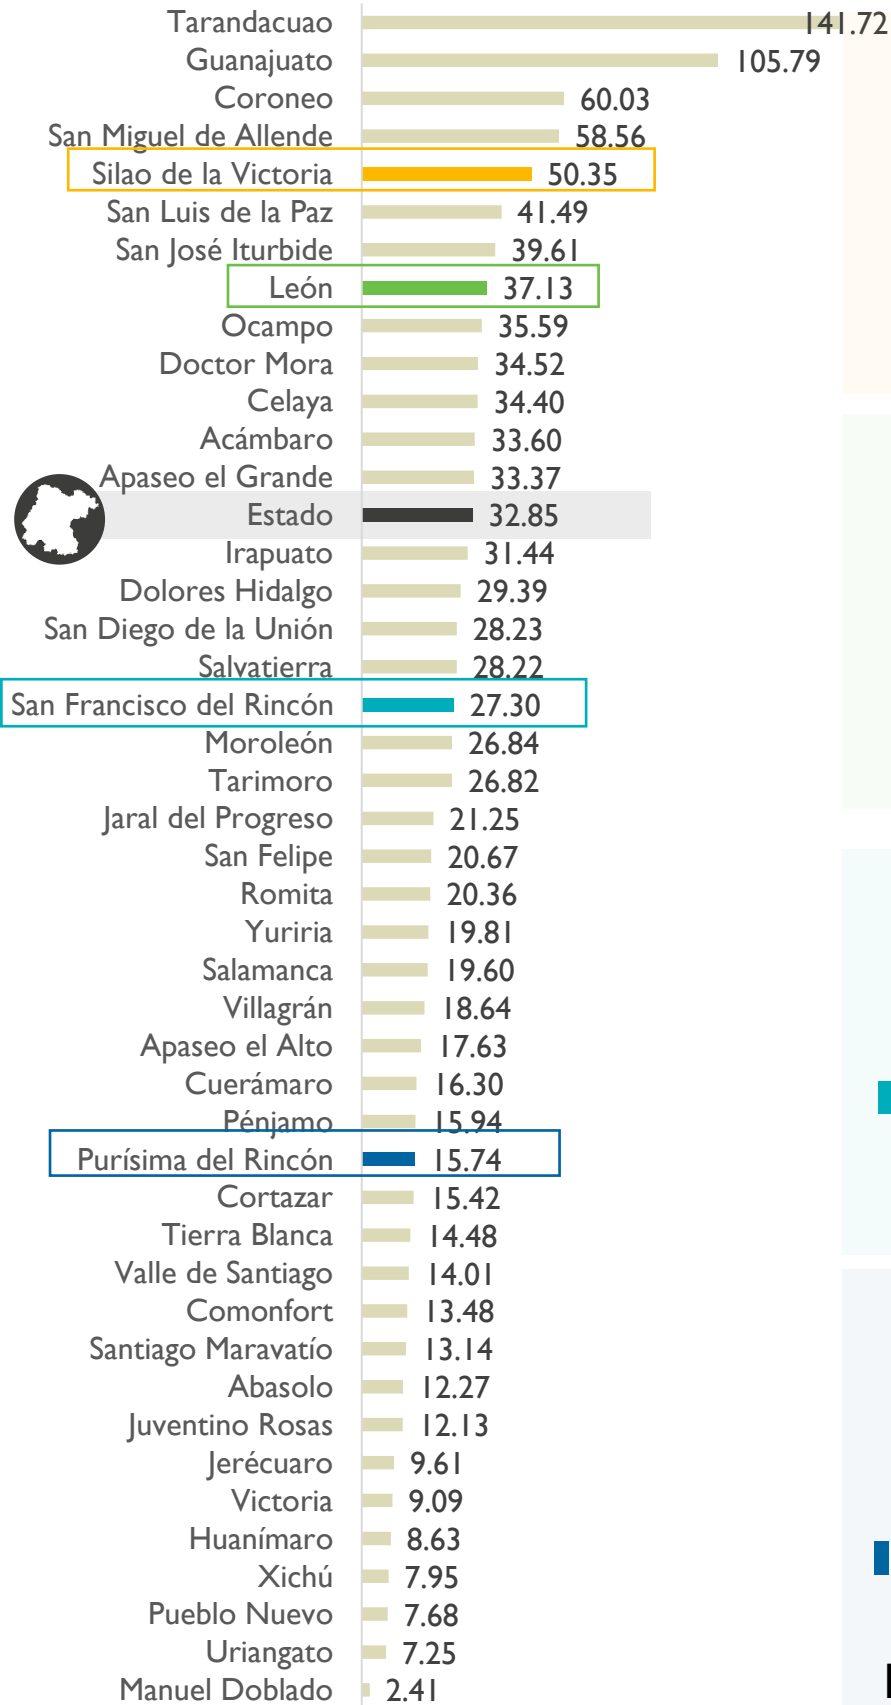 Tarandacuao 141.72
Guanajuato 105.79
Coroneo 60.03
San Miguel de Allende 58.56
Silao de la Victoria 50.35
San Luis de la Paz 41.49
San José Iturbide 39.61
León 37.13
Ocampo 35.59
Doctor Mora 34.52
Celaya 34.40
Acámbaro 33.60
Apaseo el Grande 33.37
Estado 32.85
Irapuato 31.44
Dolores Hidalgo 29.39
San Diego de la Unión 28.23
Salvatierra 28.22
San Francisco del Rincón 27.30
Moroleón 26.84
Tarimoro 26.82
Jaral del Progreso 21.25
San Felipe 20.67
Romita 20.36
Yuriria 19.81
Salamanca 19.60
Villagrán 18.64
Apaseo el Alto 17.63
Cuerámaro 16.30
Pénjamo 15.94
Purísima del Rincón 15.74
Cortazar 15.42
Tierra Blanca 14.48
Valle de Santiago 14.01
Comonfort 13.48
Santiago Maravatío 13.14
Abasolo 12.27
Juventino Rosas 12.13
Jerécuaro 9.61
Victoria 9.09
Huanímaro 8.63
Xichú 7.95
Pueblo Nuevo 7.68
Uriangato 7.25
Manuel Doblado 2.41